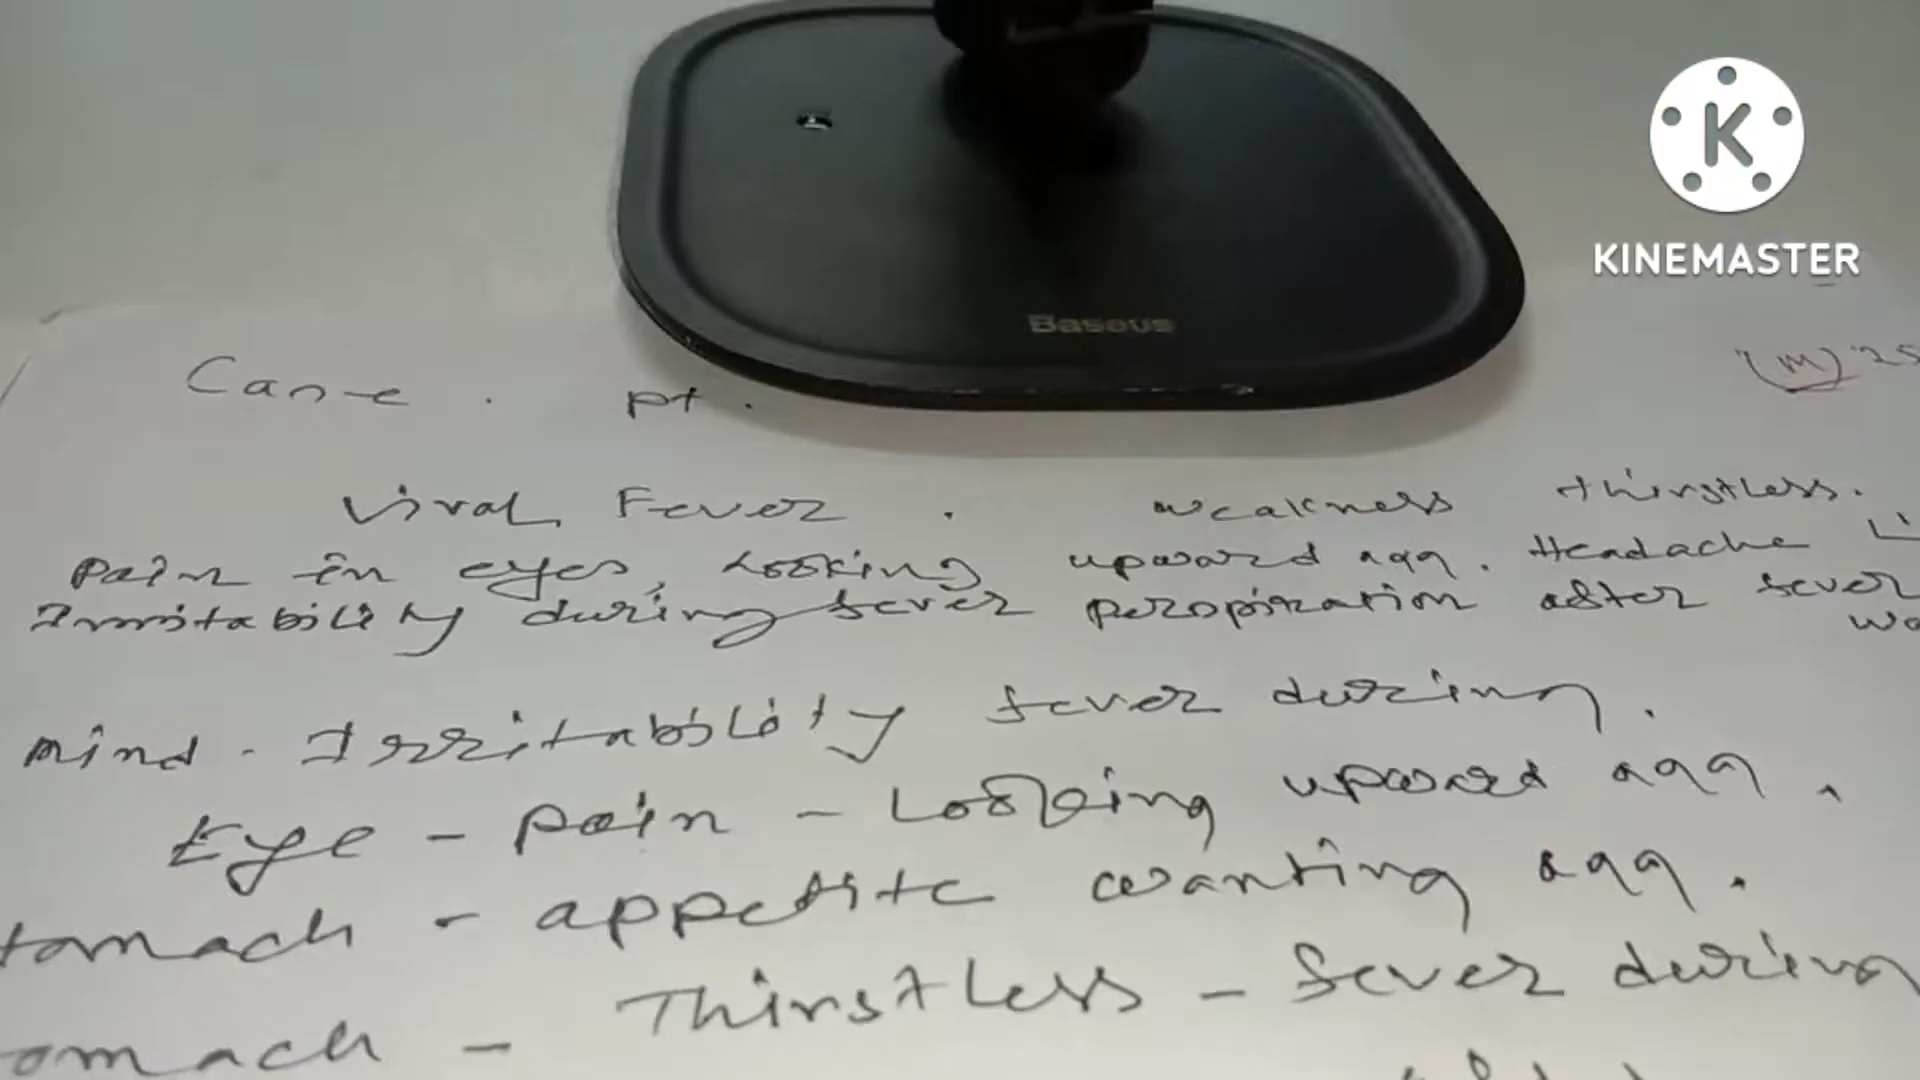 KINEMASTER
Baseus
Case . pt. (M) 25
Viral Fever . weakness thirstless.
Pain in eyes, Looking upward agg. Headache
Irritability during fever perspiration after fever
Mind - Irritability fever during.
Eye - Pain - Looking upward agg.
tomach - appetite wanting agg.
omach - Thirstless - fever during